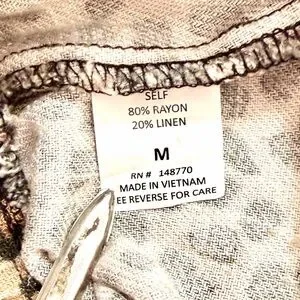 SELF
80% RAYON
20% LINEN
M
RN # 148770
MADE IN VIETNAM
EE REVERSE FOR CARE